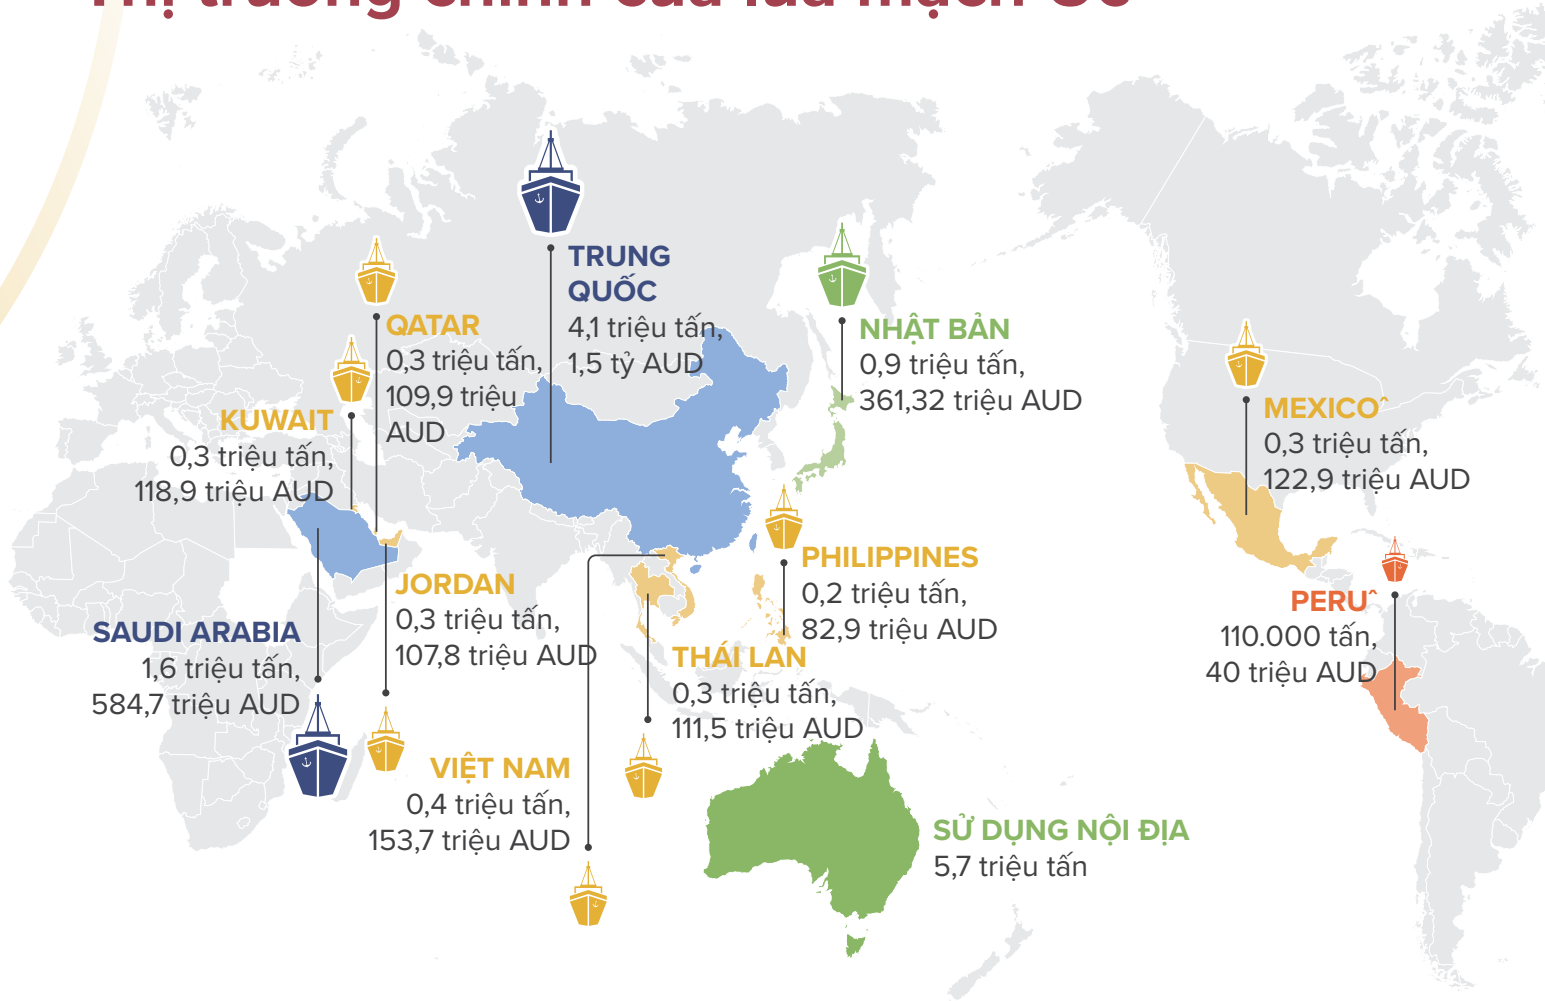 TRUNG
QUỐC
4,1 triệu tấn,
1,5 tỷ AUD
QATAR
0,3 triệu tấn,
109,9 triệu
AUD
KUWAIT
0,3 triệu tấn,
118,9 triệu AUD
NHẬT BẢN
0,9 triệu tấn,
361,32 triệu AUD
MEXICO^
0,3 triệu tấn,
122,9 triệu AUD
PHILIPPINES
0,2 triệu tấn,
82,9 triệu AUD
JORDAN
0,3 triệu tấn,
107,8 triệu AUD
SAUDI ARABIA
1,6 triệu tấn,
584,7 triệu AUD
PERU^
110.000 tấn,
40 triệu AUD
THÁI LAN
0,3 triệu tấn,
111,5 triệu AUD
VIỆT NAM
0,4 triệu tấn,
153,7 triệu AUD
SỬ DỤNG NỘI ĐỊA
5,7 triệu tấn